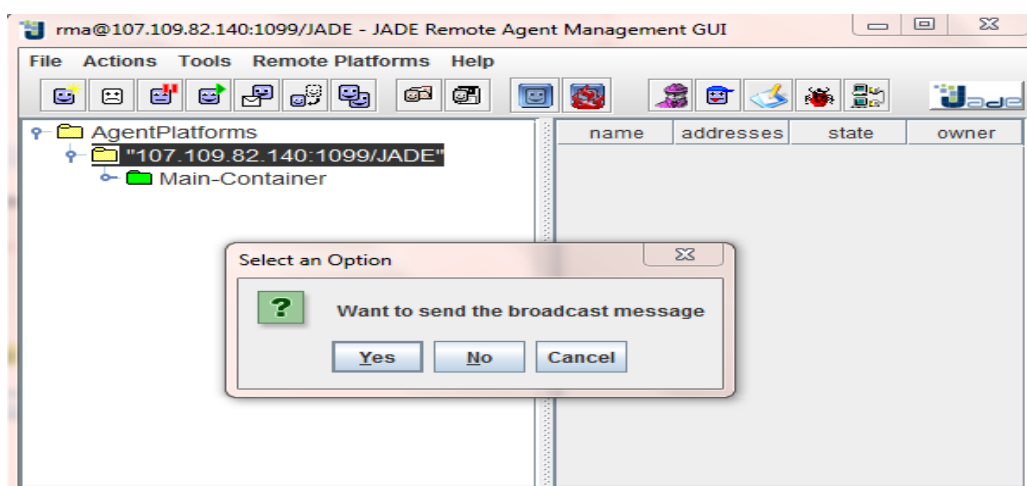 rma@107.109.82.140:1099/JADE - JADE Remote Agent Management GUI
File Actions Tools Remote Platforms Help
Jade
AgentPlatforms
name addresses state owner
"107.109.82.140:1099/JADE"
Main-Container
Select an Option
? Want to send the broadcast message
Yes No Cancel